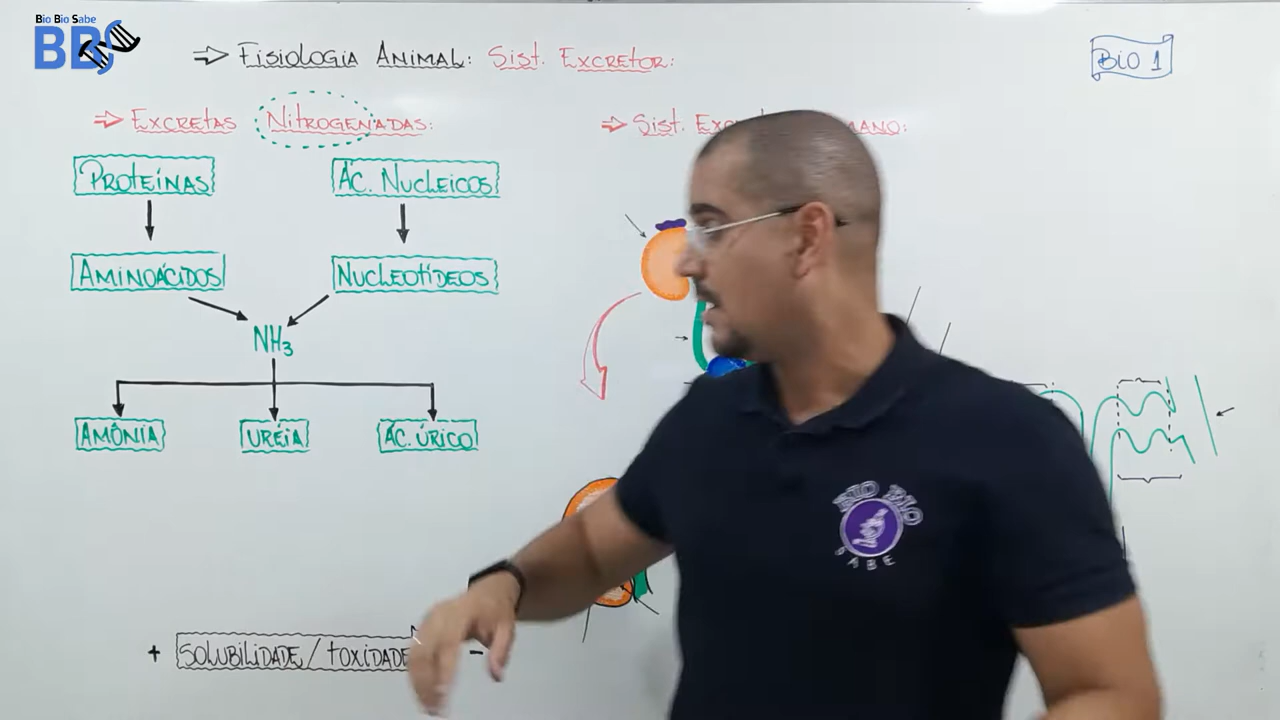 Bio Bio Sabe
BBS
⇒ Fisiologia Animal: Sist. Excretor:
Bio 1
⇒ Excretas Nitrogenadas:
⇒ Sist.
Proteínas
Ác. Nucleicos
Aminoácidos
Nucleotídeos
NH3
Amônia
Uréia
Ác. Úrico
+ Solubilidade / Toxidade -
BIO BIO
SABE